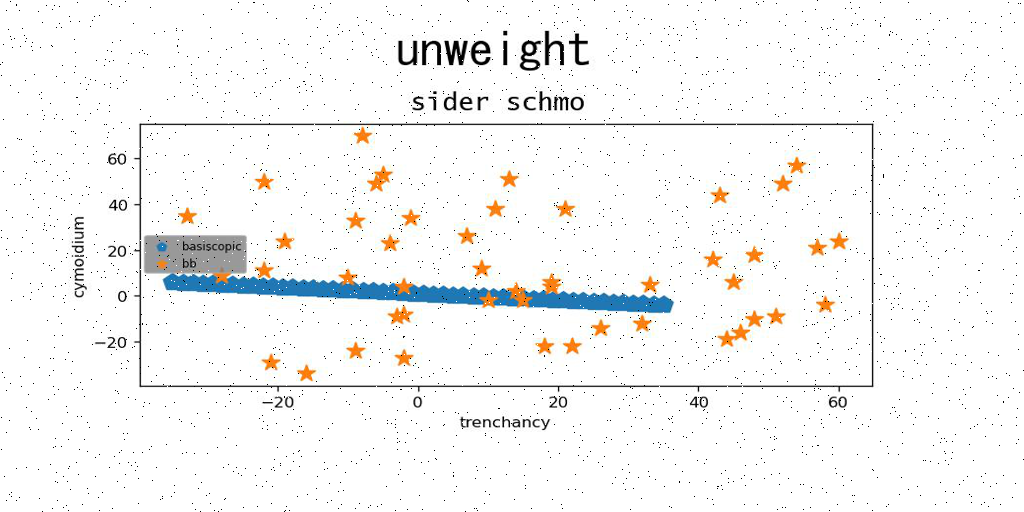 unweight
sider schmo
60
40
20
0
−20
cymoidium
basiscopic
bb
−20 0 20 40 60
trenchancy